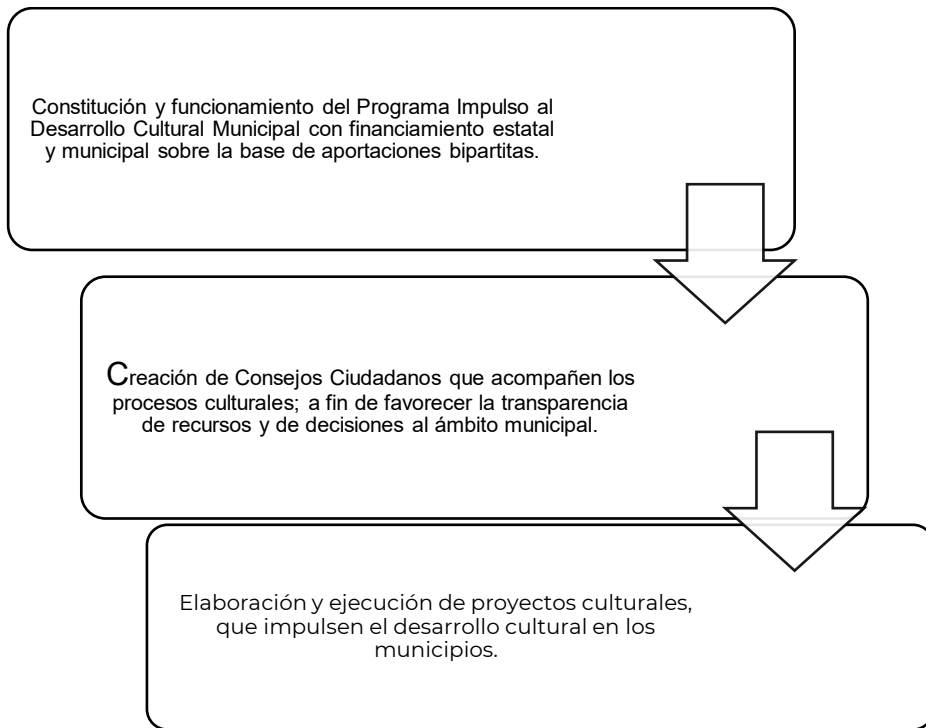 Constitución y funcionamiento del Programa Impulso al
Desarrollo Cultural Municipal con financiamiento estatal
y municipal sobre la base de aportaciones bipartitas.
Creación de Consejos Ciudadanos que acompañen los
procesos culturales; a fin de favorecer la transparencia
de recursos y de decisiones al ámbito municipal.
Elaboración y ejecución de proyectos culturales,
que impulsen el desarrollo cultural en los
municipios.